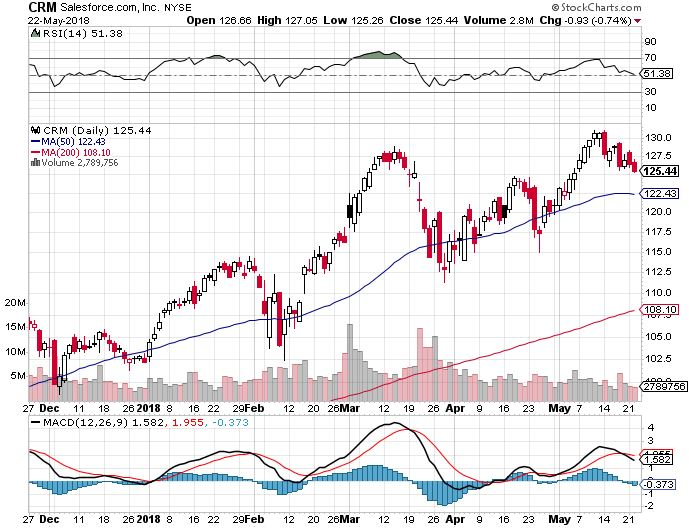 CRM Salesforce.com, Inc. NYSE © StockCharts.com
22-May-2018 Open 126.66 High 127.05 Low 125.26 Close 125.44 Volume 2.8M Chg -0.93 (-0.74%)
RSI(14) 51.38
90
70
51.38
30
10
CRM (Daily) 125.44
MA(50) 122.43
MA(200) 108.10
Volume 2,789,756
130.0
127.5
125.44
122.43
120.0
117.5
115.0
112.5
110.0
108.10
105.0
102.5
20M
15M
10M
5M
2789756
27 Dec 11 18 26 2018 8 16 22 29 Feb 12 20 26 Mar 12 19 26 Apr 9 16 23 May 7 14 21
MACD(12,26,9) 1.582, 1.955, -0.373
4
3
1.582
1
-0.373
-1
-2
27 Dec 11 18 26 2018 8 16 22 29 Feb 12 20 26 Mar 12 19 26 Apr 9 16 23 May 7 14 21